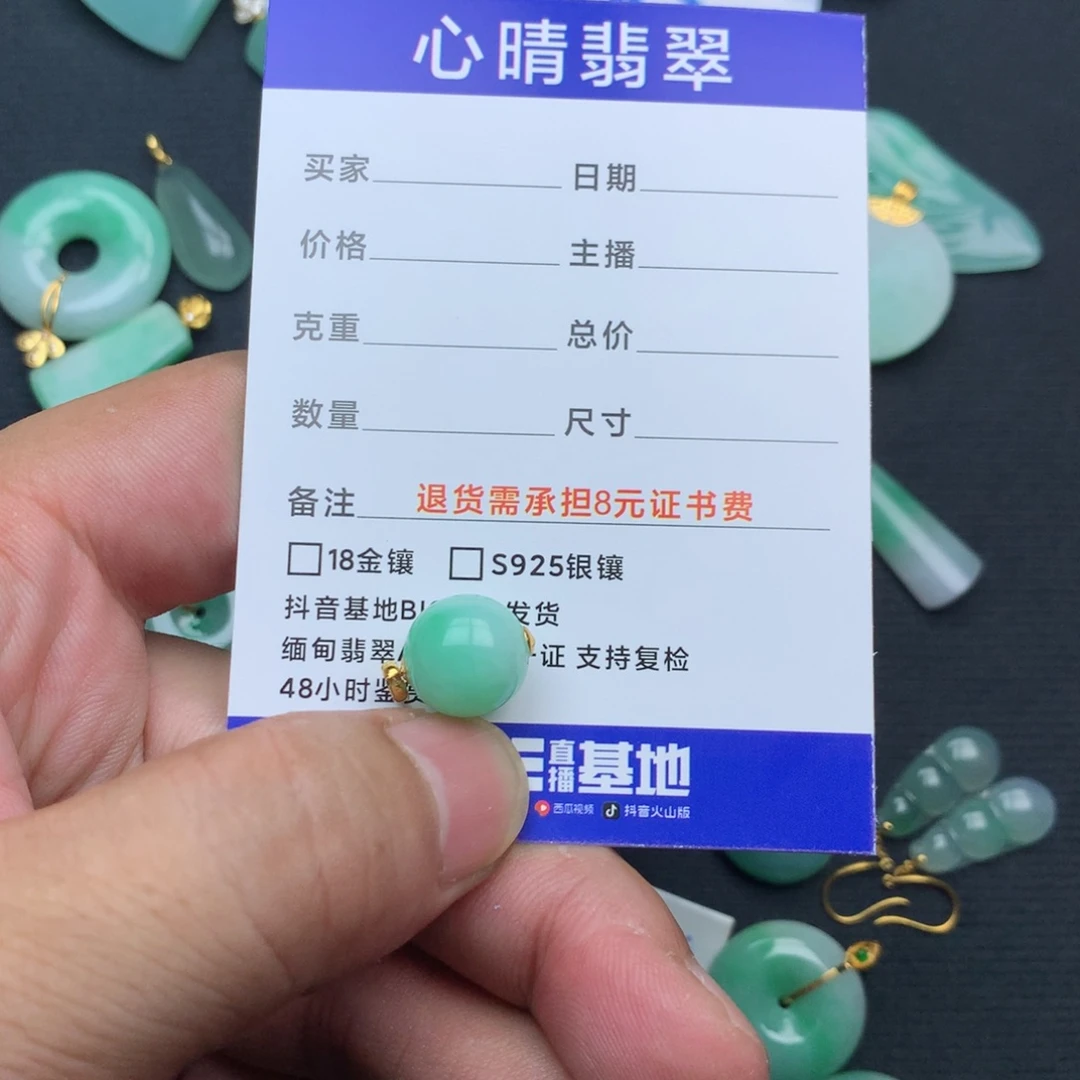 心晴翡翠
买家 日期
价格 主播
克重 总价
数量 尺寸
备注 退货需承担8元证书费
18金镶 S925银镶
抖音基地 发货
缅甸翡翠 证 支持复检
48小时鉴
直播基地
西瓜视频 抖音火山版